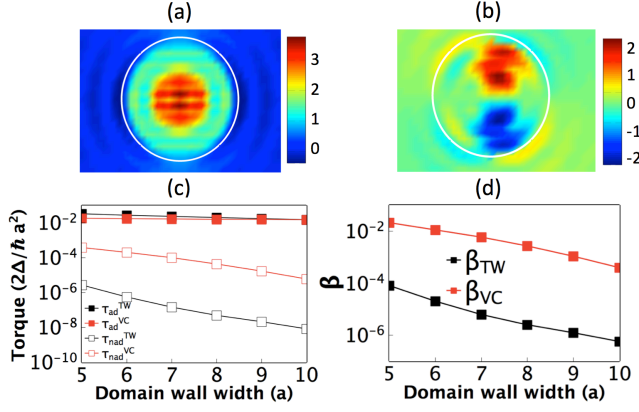 (a)
(b)
3
2
1
0
2
1
0
-1
-2
(c)
(d)
Torque (2Δ/ℏ a²)
10⁻²
10⁻⁴
10⁻⁶
10⁻⁸
10⁻¹⁰
τ_ad^TW
τ_ad^VC
τ_nad^TW
τ_nad^VC
5 6 7 8 9 10
Domain wall width (a)
β
10⁻²
10⁻⁴
10⁻⁶
β_TW
β_VC
5 6 7 8 9 10
Domain wall width (a)